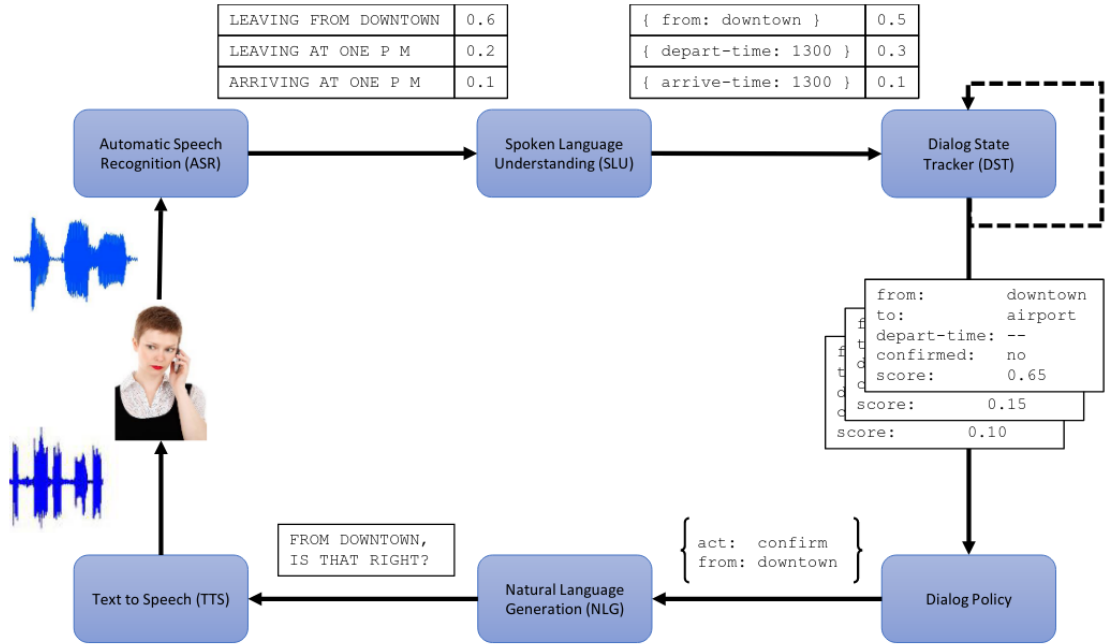 LEAVING FROM DOWNTOWN 0.6
LEAVING AT ONE P M 0.2
ARRIVING AT ONE P M 0.1
{ from: downtown } 0.5
{ depart-time: 1300 } 0.3
{ arrive-time: 1300 } 0.1
Automatic Speech
Recognition (ASR)
Spoken Language
Understanding (SLU)
Dialog State
Tracker (DST)
from: downtown
to: airport
depart-time: --
confirmed: no
score: 0.65
f
t
d
c
score: 0.15
f
t
d
c
score: 0.10
act: confirm
from: downtown
FROM DOWNTOWN,
IS THAT RIGHT?
Text to Speech (TTS)
Natural Language
Generation (NLG)
Dialog Policy